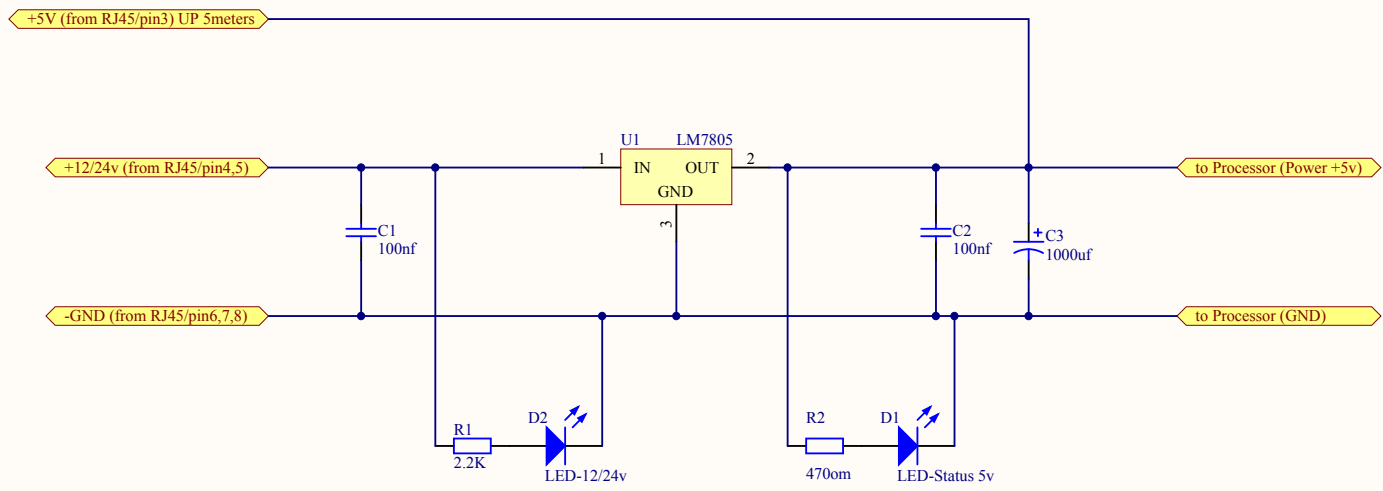 +5V (from RJ45/pin3) UP 5meters
U1 LM7805
+12/24v (from RJ45/pin4,5)
1 IN OUT 2
to Processor (Power +5v)
GND
3
C1
100nf
C2
100nf
+ C3
1000uf
-GND (from RJ45/pin6,7,8)
to Processor (GND)
R1
2.2K
D2
LED-12/24v
R2
470om
D1
LED-Status 5v